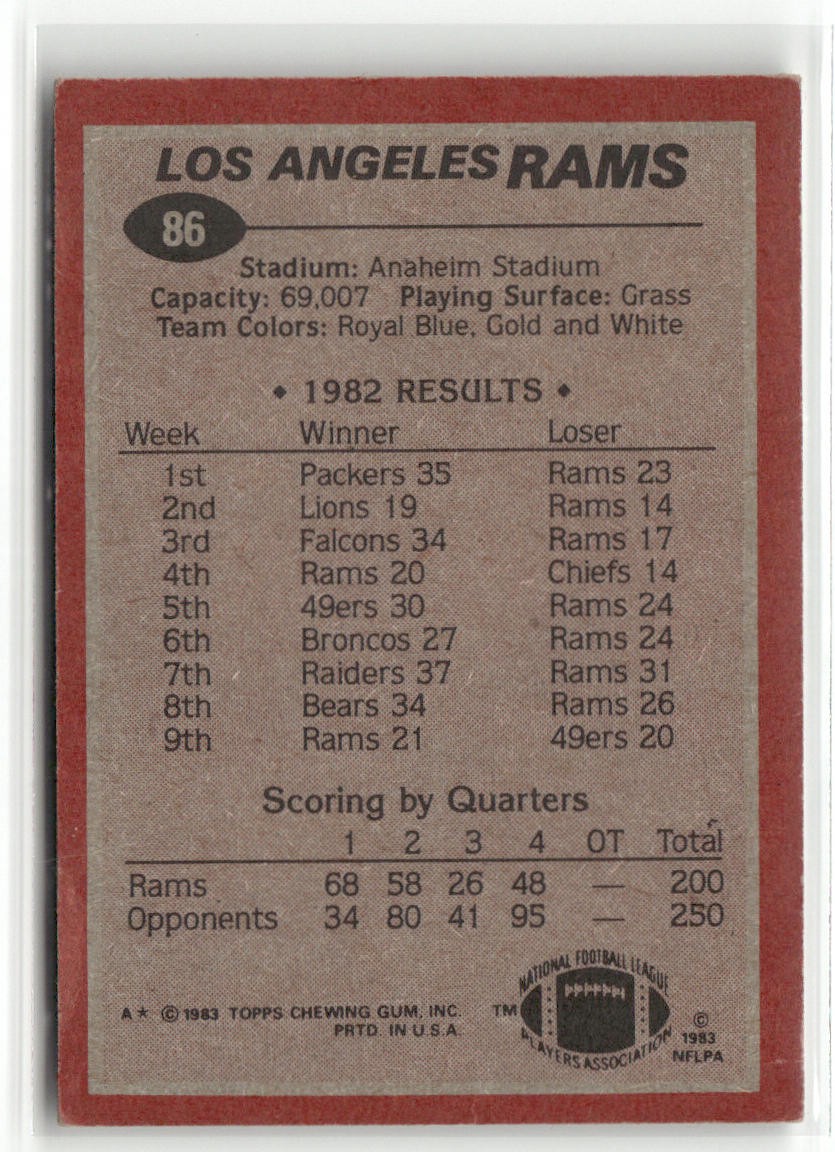 LOS ANGELES RAMS
86
Stadium: Anaheim Stadium
Capacity: 69,007 Playing Surface: Grass
Team Colors: Royal Blue, Gold and White
◆ 1982 RESULTS ◆
Week Winner Loser
1st Packers 35 Rams 23
2nd Lions 19 Rams 14
3rd Falcons 34 Rams 17
4th Rams 20 Chiefs 14
5th 49ers 30 Rams 24
6th Broncos 27 Rams 24
7th Raiders 37 Rams 31
8th Bears 34 Rams 26
9th Rams 21 49ers 20
Scoring by Quarters
1 2 3 4 OT Total
Rams 68 58 26 48 — 200
Opponents 34 80 41 95 — 250
A* © 1983 TOPPS CHEWING GUM, INC.
PRTD. IN U.S.A.
TM
NATIONAL FOOTBALL LEAGUE
PLAYERS ASSOCIATION
©
1983
NFLPA